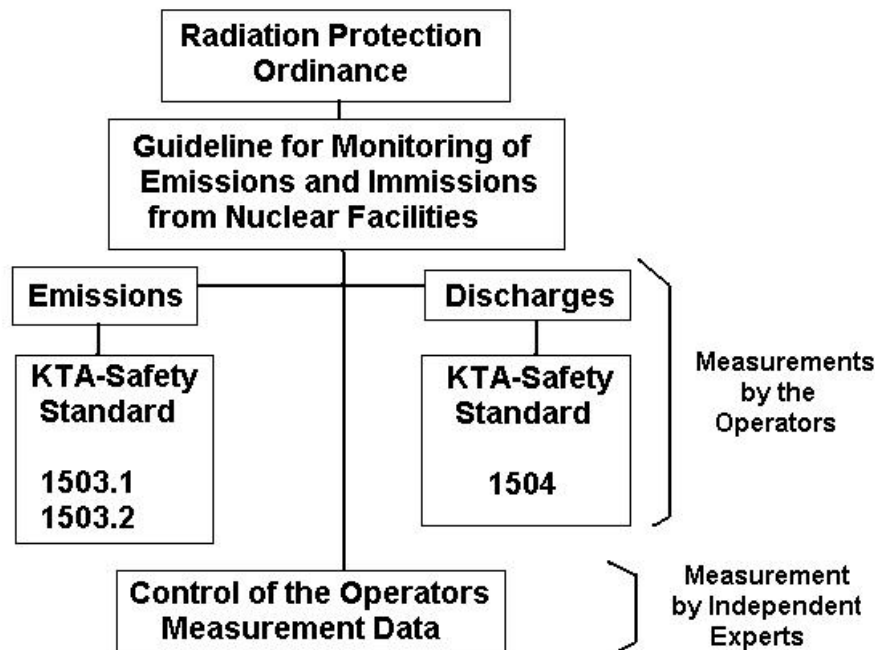 Radiation Protection
Ordinance
Guideline for Monitoring of
Emissions and Immissions
from Nuclear Facilities
Emissions
Discharges
KTA-Safety
Standard
1503.1
1503.2
KTA-Safety
Standard
1504
Measurements
by the
Operators
Control of the Operators
Measurement Data
Measurement
by Independent
Experts